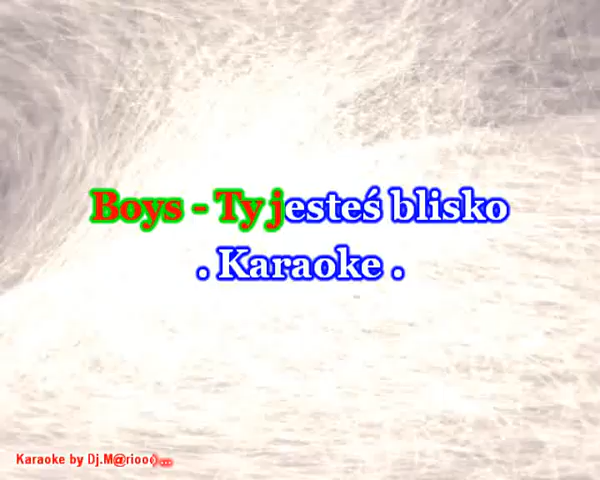 Boys - Ty jesteś blisko
. Karaoke .
Karaoke by Dj.M@riooo ...